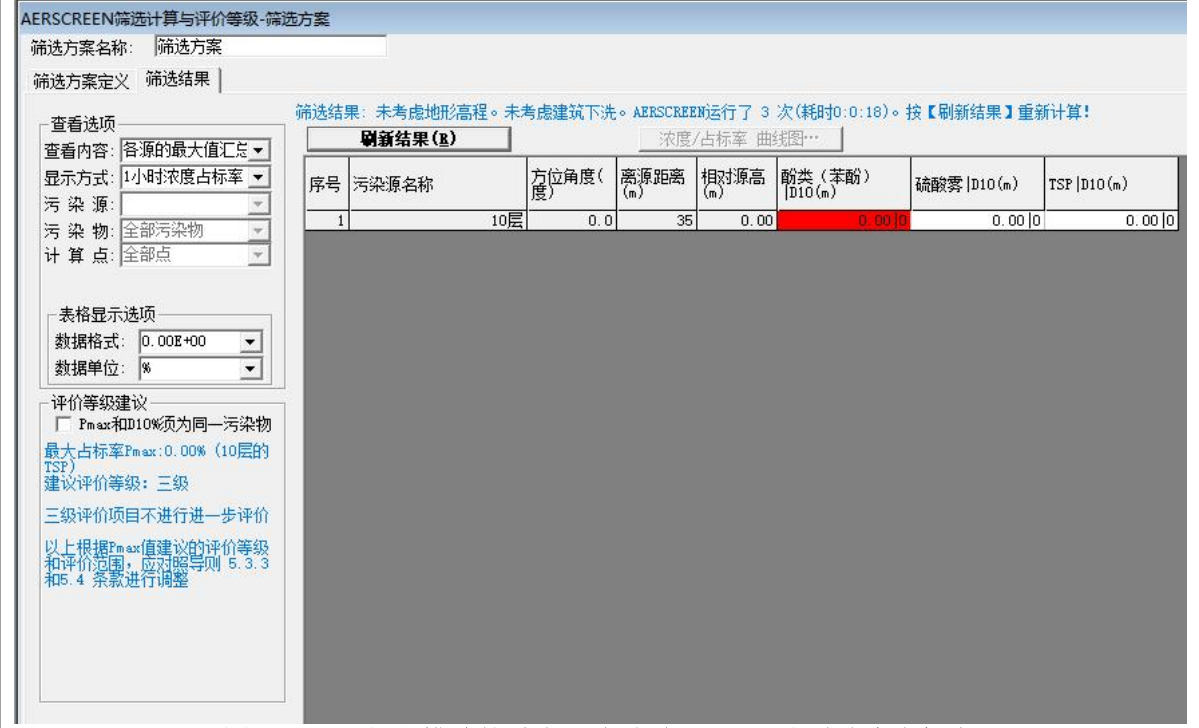 AERSCREEN筛选计算与评价等级-筛选方案
筛选方案名称: 筛选方案
筛选方案定义 筛选结果
筛选结果: 未考虑地形高程。未考虑建筑下洗。AERSCREEN运行了 3 次(耗时0:0:18)。按【刷新结果】重新计算!
查看选项
查看内容: 各源的最大值汇总
显示方式: 1小时浓度占标率
污 染 源:
污 染 物: 全部污染物
计 算 点: 全部点
刷新结果(R) 浓度/占标率 曲线图…
序号 污染源名称 方位角度(度) 离源距离(m) 相对源高(m) 酚类(苯酚)|D10(m) 硫酸雾|D10(m) TSP|D10(m)
1 10层 0.0 35 0.00 0.00|0 0.00|0 0.00|0
表格显示选项
数据格式: 0.00E+00
数据单位: %
评价等级建议
Pmax和D10%须为同一污染物
最大占标率Pmax:0.00% (10层的
TSP)
建议评价等级: 三级
三级评价项目不进行进一步评价
以上根据Pmax值建议的评价等级
和评价范围,应对照导则 5.3.3
和5.4 条款进行调整